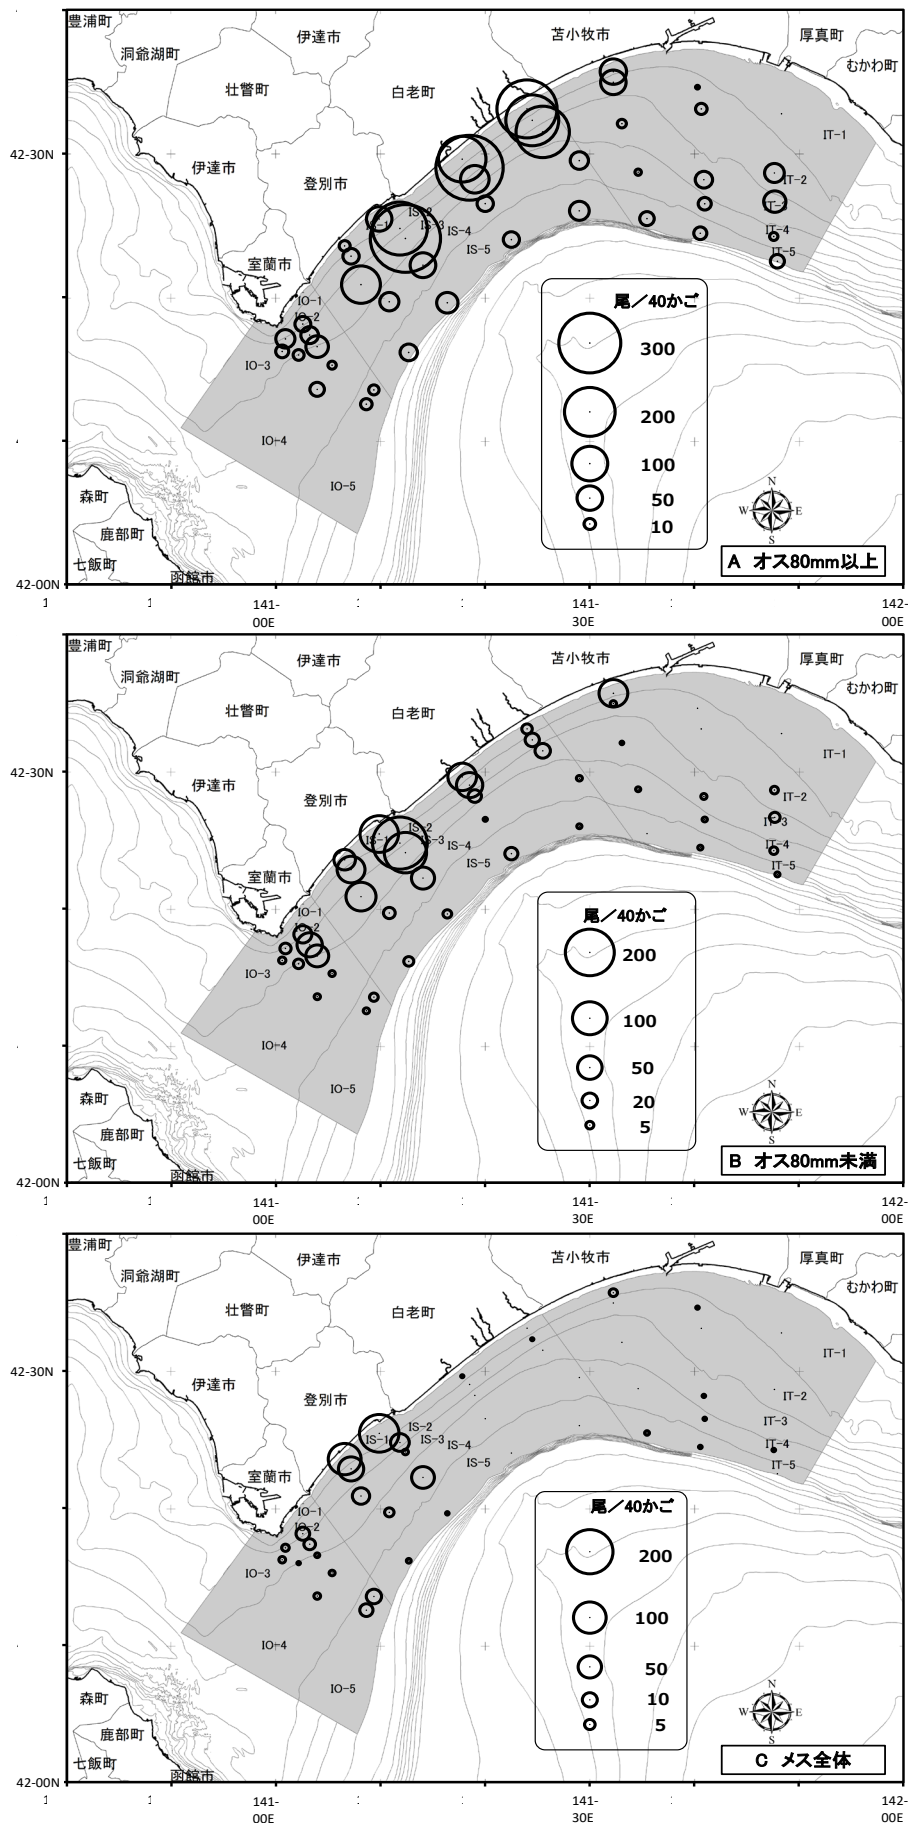 豊浦町
伊達市
苫小牧市
厚真町
洞爺湖町
むかわ町
壮瞥町
白老町
IT-1
42-30N
伊達市
登別市
IT-2
IS-2
IT-3
IS-1
IS-3
IS-4
IT-4
IS-5
IT-5
室蘭市
IO-1
IO-2
IO-3
IO-4
IO-5
尾／40かご
300
200
100
50
10
森町
鹿部町
七飯町
函館市
N
W E
S
A オス80mm以上
42-00N
141-
00E
141-
30E
142-
00E
豊浦町
伊達市
苫小牧市
厚真町
洞爺湖町
むかわ町
壮瞥町
白老町
IT-1
42-30N
伊達市
登別市
IT-2
IS-2
IT-3
IS-1
IS-3
IS-4
IT-4
IS-5
IT-5
室蘭市
IO-1
IO-2
IO-3
IO-4
IO-5
尾／40かご
200
100
50
20
5
森町
鹿部町
七飯町
函館市
N
W E
S
B オス80mm未満
42-00N
141-
00E
141-
30E
142-
00E
豊浦町
伊達市
苫小牧市
厚真町
洞爺湖町
むかわ町
壮瞥町
白老町
IT-1
42-30N
伊達市
登別市
IT-2
IS-2
IT-3
IS-1
IS-3
IS-4
IT-4
IS-5
IT-5
室蘭市
IO-1
IO-2
IO-3
IO-4
IO-5
尾／40かご
200
100
50
10
5
森町
鹿部町
七飯町
函館市
N
W E
S
C メス全体
42-00N
141-
00E
141-
30E
142-
00E